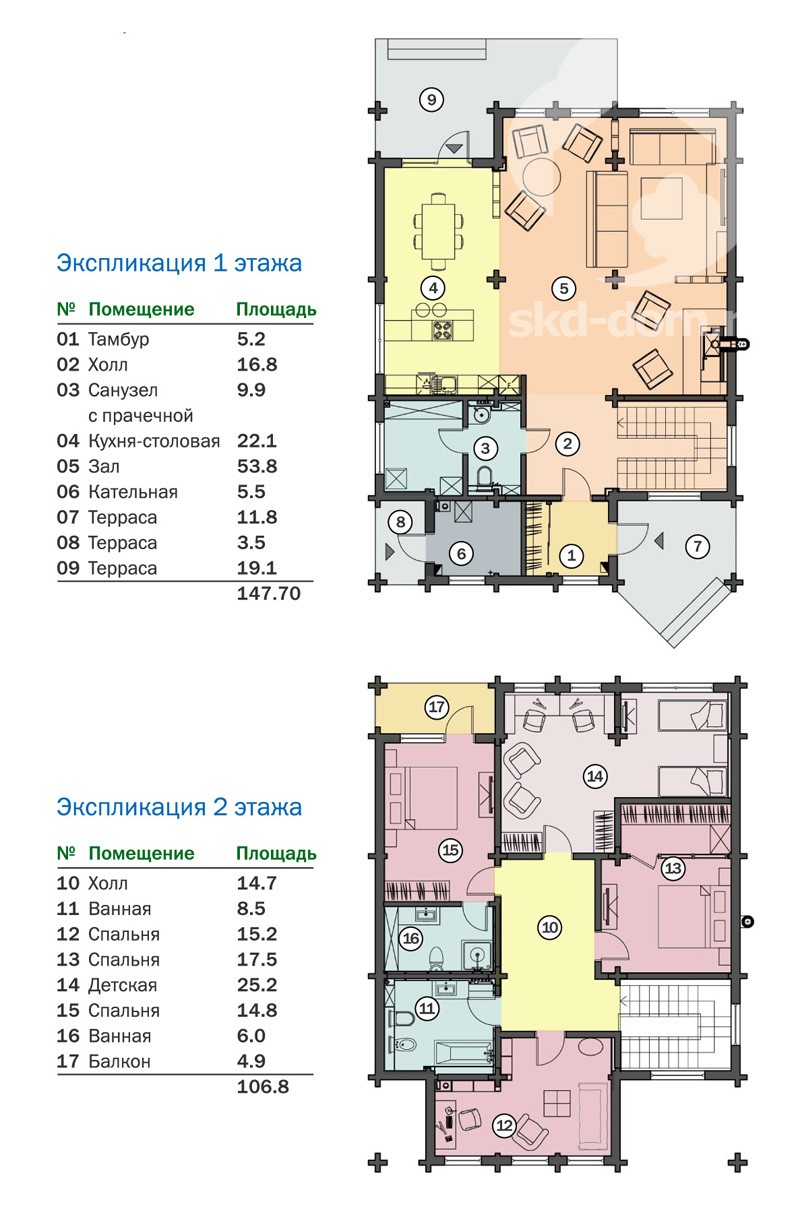 Экспликация 1 этажа
№ Помещение Площадь
01 Тамбур 5.2
02 Холл 16.8
03 Санузел 9.9
с прачечной
04 Кухня-столовая 22.1
05 Зал 53.8
06 Кательная 5.5
07 Терраса 11.8
08 Терраса 3.5
09 Терраса 19.1
147.70
9
4
5
skd-dom.r
3
2
8
6
1
7
Экспликация 2 этажа
№ Помещение Площадь
10 Холл 14.7
11 Ванная 8.5
12 Спальня 15.2
13 Спальня 17.5
14 Детская 25.2
15 Спальня 14.8
16 Ванная 6.0
17 Балкон 4.9
106.8
17
14
15
13
16
10
11
12